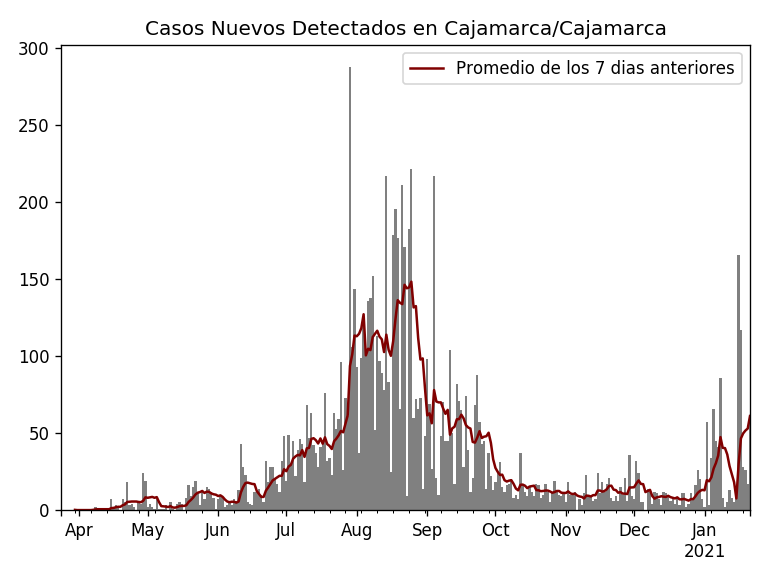 Casos Nuevos Detectados en Cajamarca/Cajamarca
Promedio de los 7 dias anteriores
300
250
200
150
100
50
0
Apr May Jun Jul Aug Sep Oct Nov Dec Jan
2021